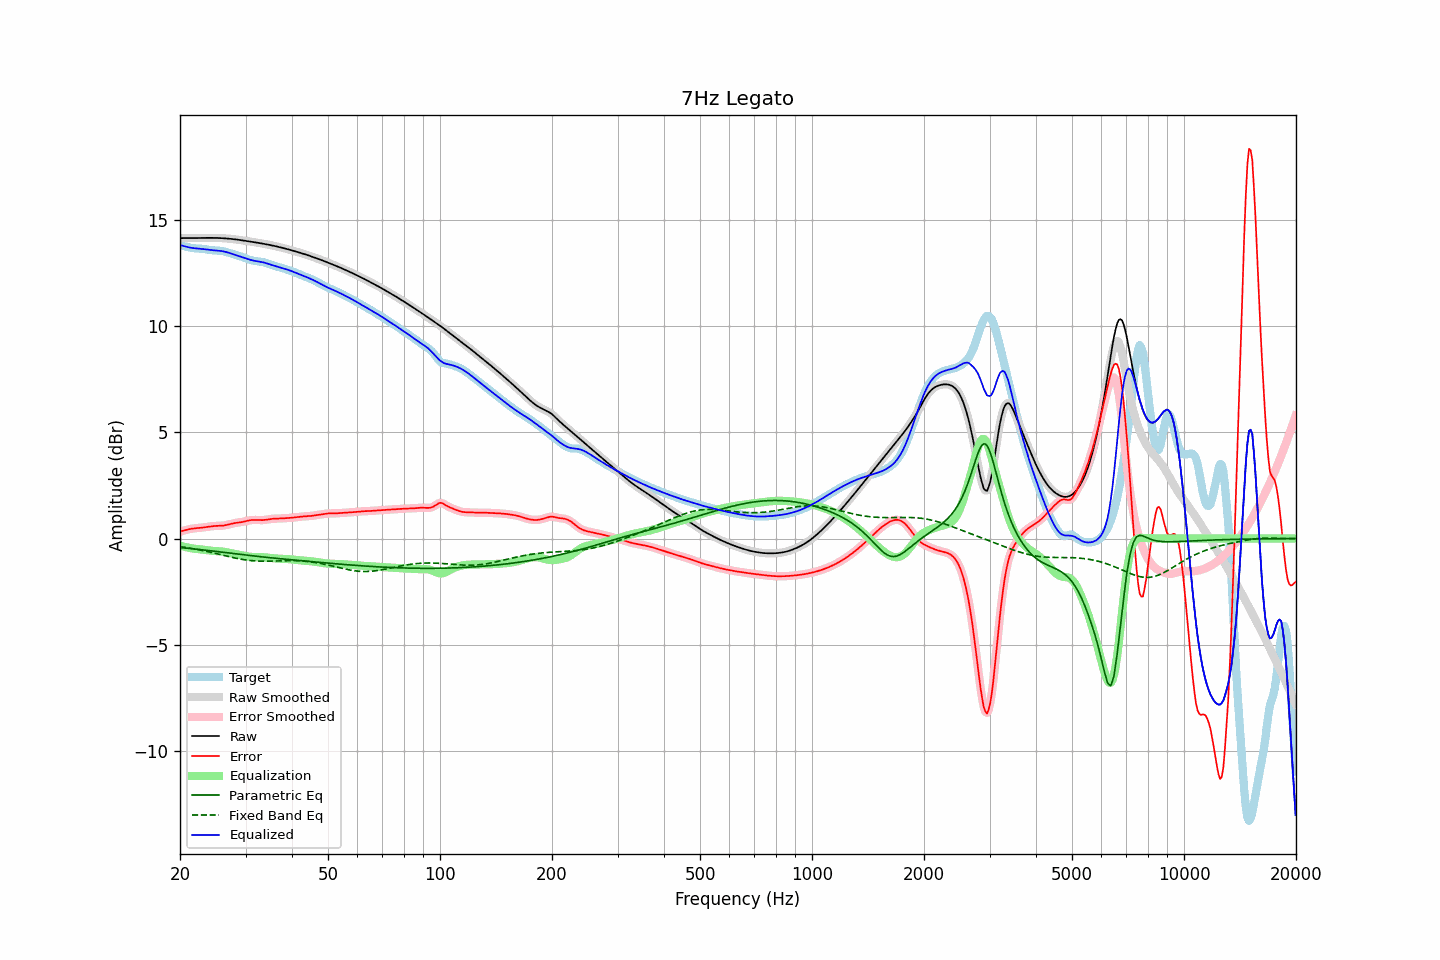 7Hz Legato
Amplitude (dBr)
15
10
5
0
−5
−10
Target
Raw Smoothed
Error Smoothed
Raw
Error
Equalization
Parametric Eq
Fixed Band Eq
Equalized
20 50 100 200 500 1000 2000 5000 10000 20000
Frequency (Hz)